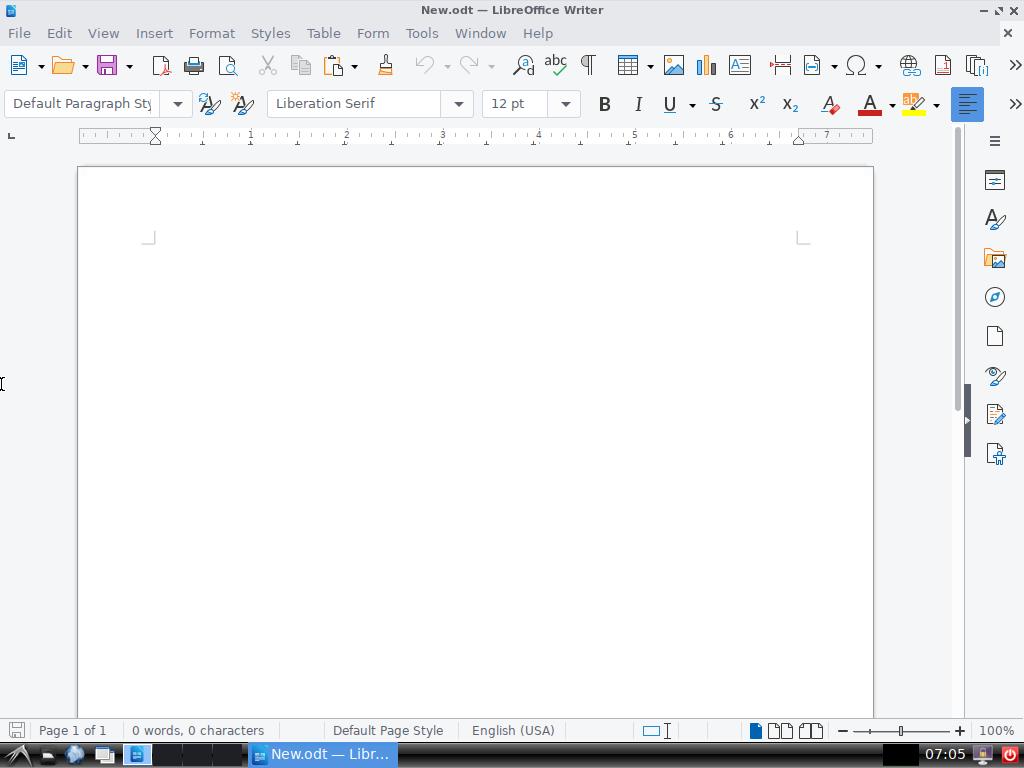 New.odt — LibreOffice Writer
File Edit View Insert Format Styles Table Form Tools Window Help
Default Paragraph Sty Liberation Serif 12 pt
1 2 3 4 5 6 7
Page 1 of 1 0 words, 0 characters Default Page Style English (USA) 100%
New.odt — Libr... 07:05